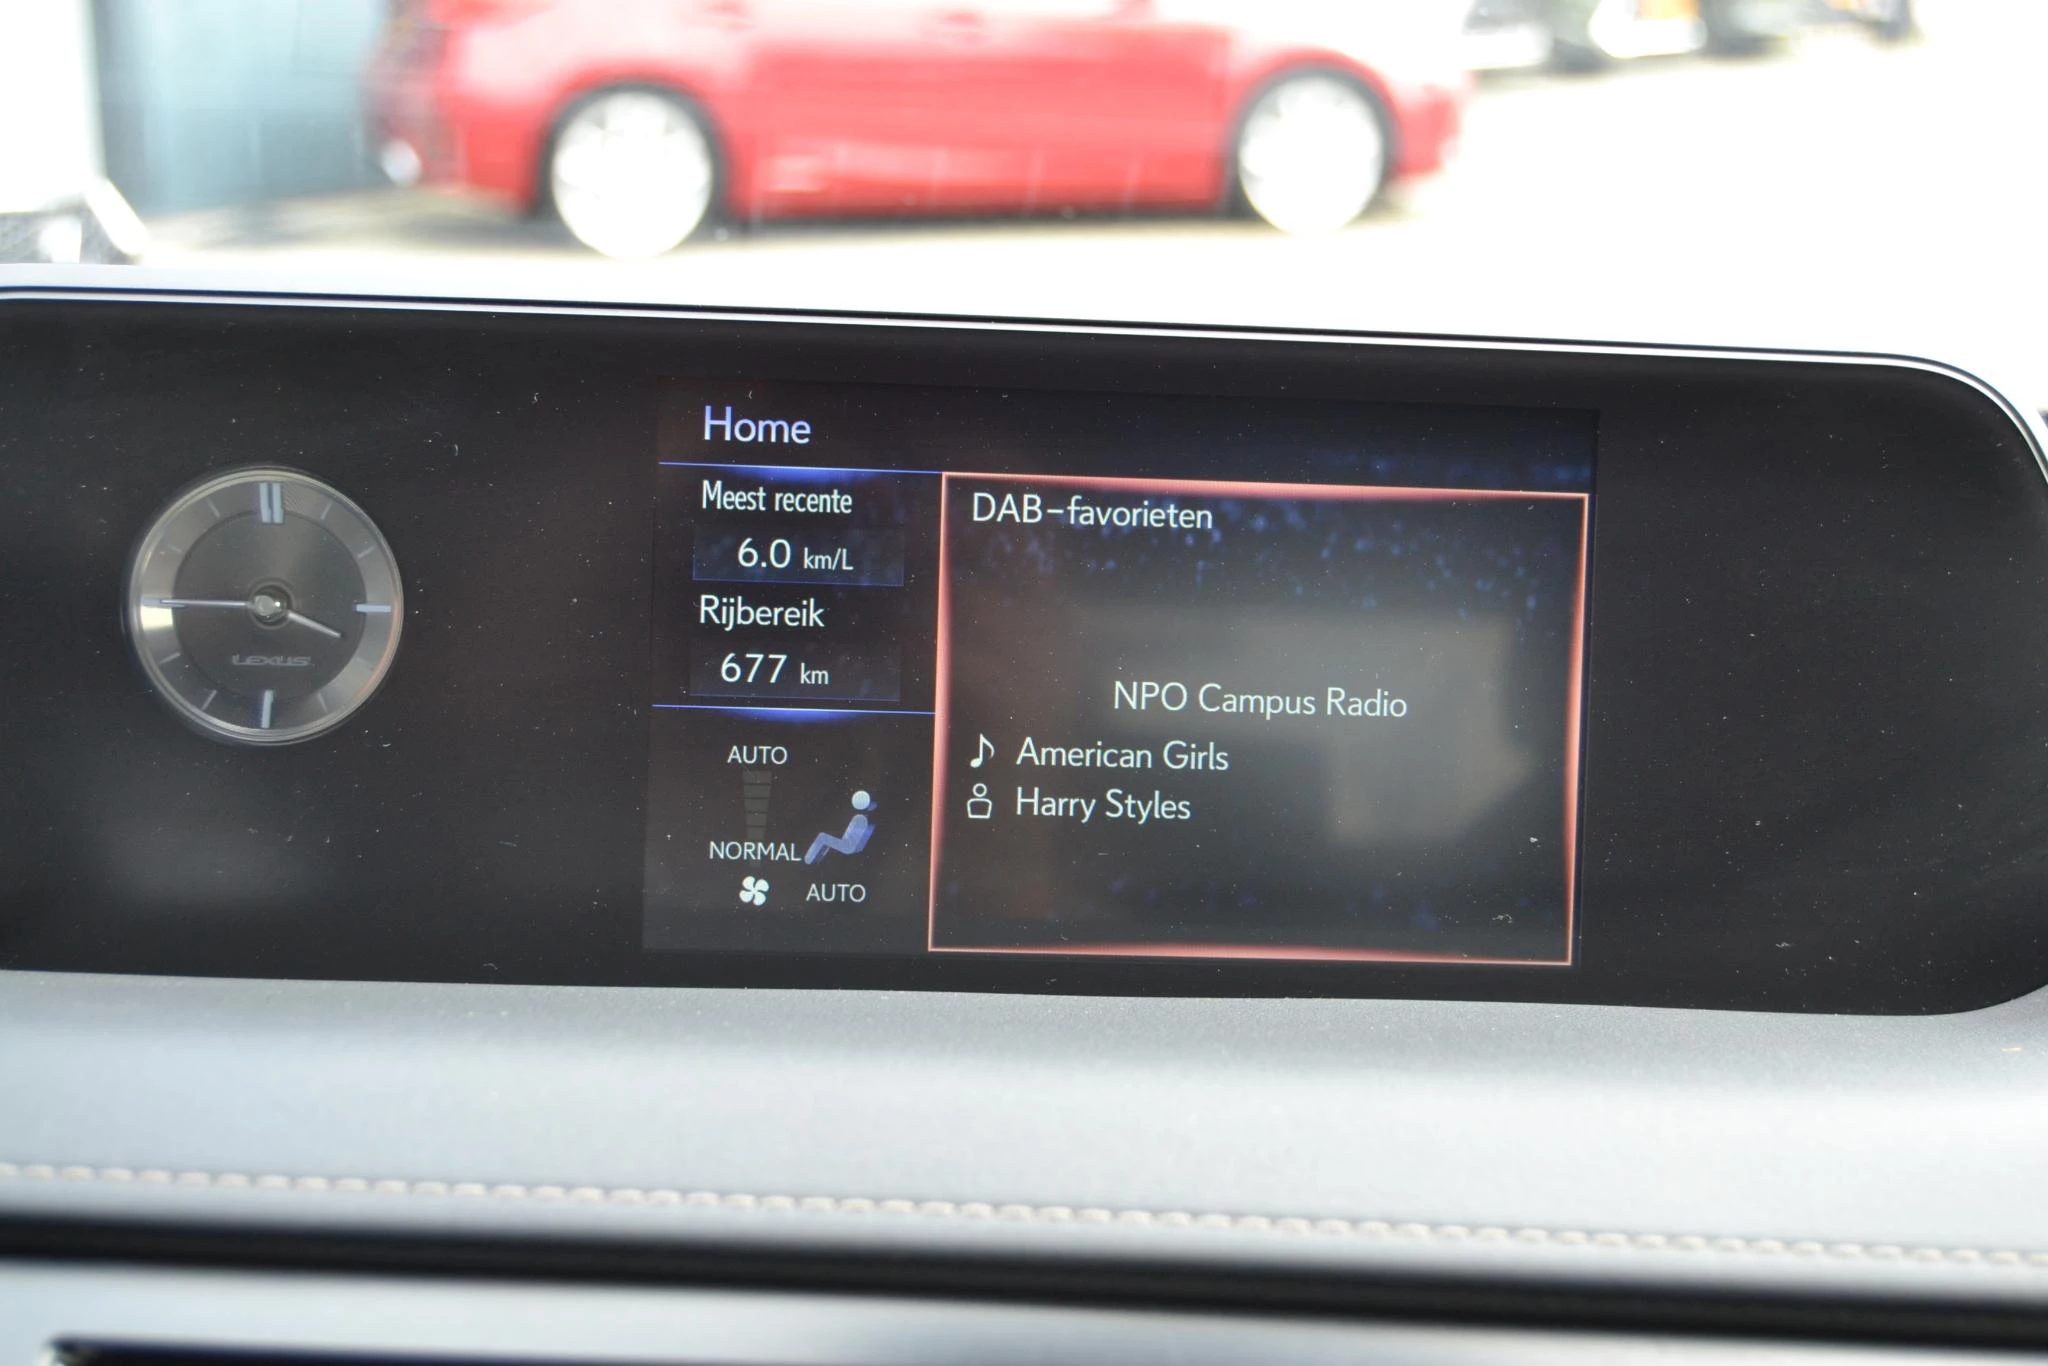 Home
Meest recente
6.0 km/L
Rijbereik
677 km
AUTO
NORMAL
AUTO
DAB-favorieten
NPO Campus Radio
American Girls
Harry Styles
LEXUS